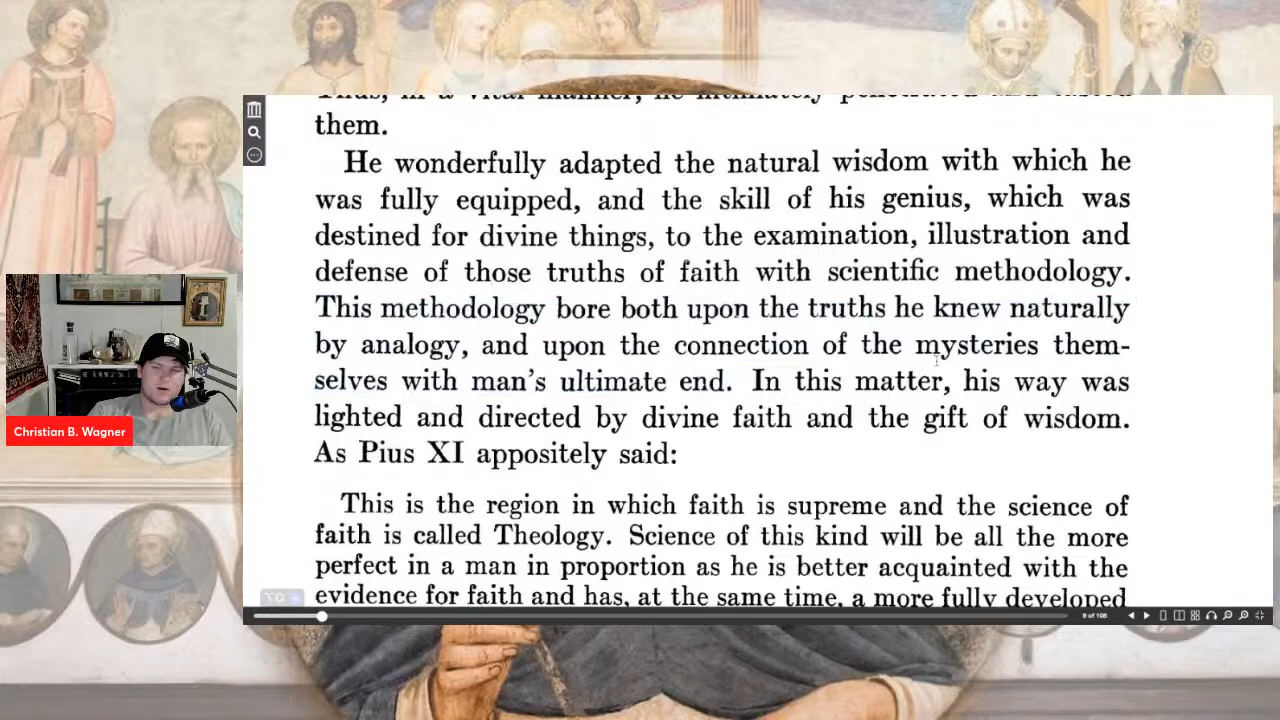 them.
He wonderfully adapted the natural wisdom with which he
was fully equipped, and the skill of his genius, which was
destined for divine things, to the examination, illustration and
defense of those truths of faith with scientific methodology.
This methodology bore both upon the truths he knew naturally
by analogy, and upon the connection of the mysteries them-
selves with man's ultimate end. In this matter, his way was
lighted and directed by divine faith and the gift of wisdom.
As Pius XI appositely said:
This is the region in which faith is supreme and the science of
faith is called Theology. Science of this kind will be all the more
perfect in a man in proportion as he is better acquainted with the
evidence for faith and has, at the same time, a more fully developed
Christian B. Wagner
9 of 108